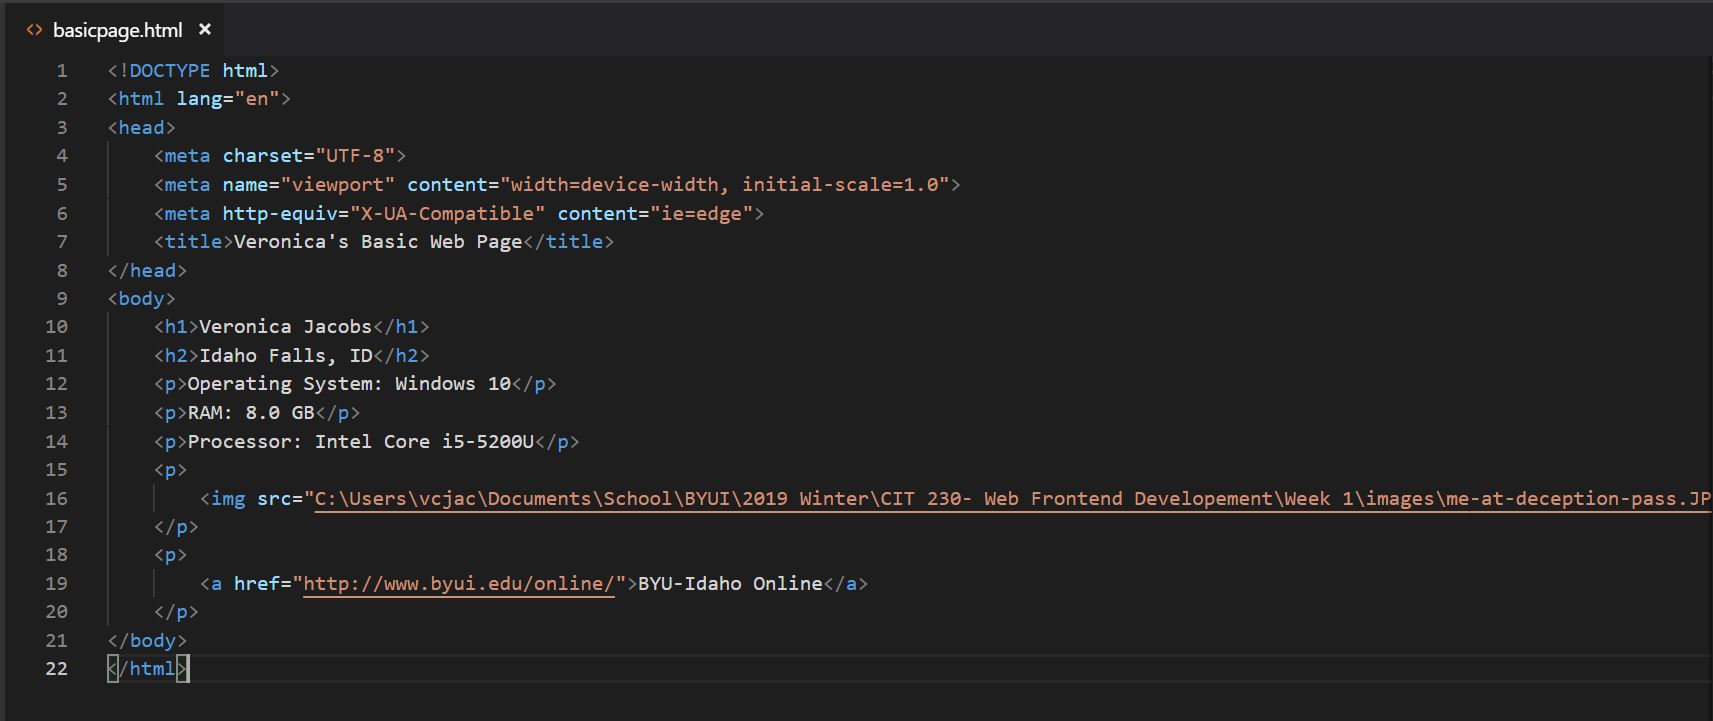 basicpage.html
1 <!DOCTYPE html>
2 <html lang="en">
3 <head>
4 <meta charset="UTF-8">
5 <meta name="viewport" content="width=device-width, initial-scale=1.0">
6 <meta http-equiv="X-UA-Compatible" content="ie=edge">
7 <title>Veronica's Basic Web Page</title>
8 </head>
9 <body>
10 <h1>Veronica Jacobs</h1>
11 <h2>Idaho Falls, ID</h2>
12 <p>Operating System: Windows 10</p>
13 <p>RAM: 8.0 GB</p>
14 <p>Processor: Intel Core i5-5200U</p>
15 <p>
16 <img src="C:\Users\vcjac\Documents\School\BYUI\2019 Winter\CIT 230- Web Frontend Developement\Week 1\images\me-at-deception-pass.JP
17 </p>
18 <p>
19 <a href="http://www.byui.edu/online/">BYU-Idaho Online</a>
20 </p>
21 </body>
22 </html>